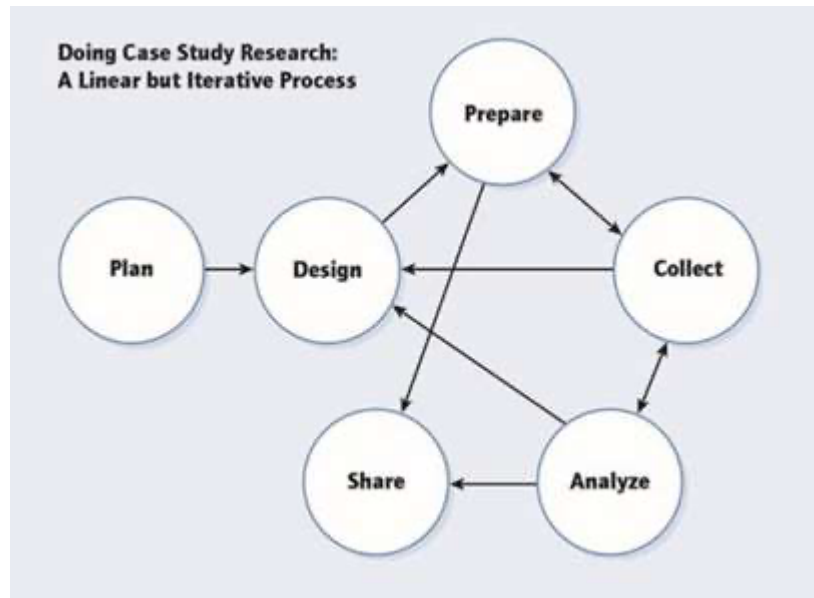 Doing Case Study Research:
A Linear but Iterative Process
Prepare
Plan
Design
Collect
Share
Analyze